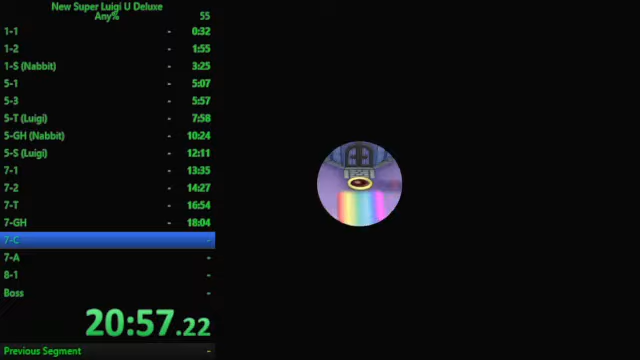 New Super Luigi U Deluxe
Any% 55
1-1 - 0:32
1-2 - 1:55
1-S (Nabbit) - 3:25
5-1 - 5:07
5-3 - 5:57
5-T (Luigi) - 7:58
5-GH (Nabbit) - 10:24
5-S (Luigi) - 12:11
7-1 - 13:35
7-2 - 14:27
7-T - 16:54
7-GH - 18:04
7-C -
7-A -
8-1 -
Boss -
20:57.22
Previous Segment -